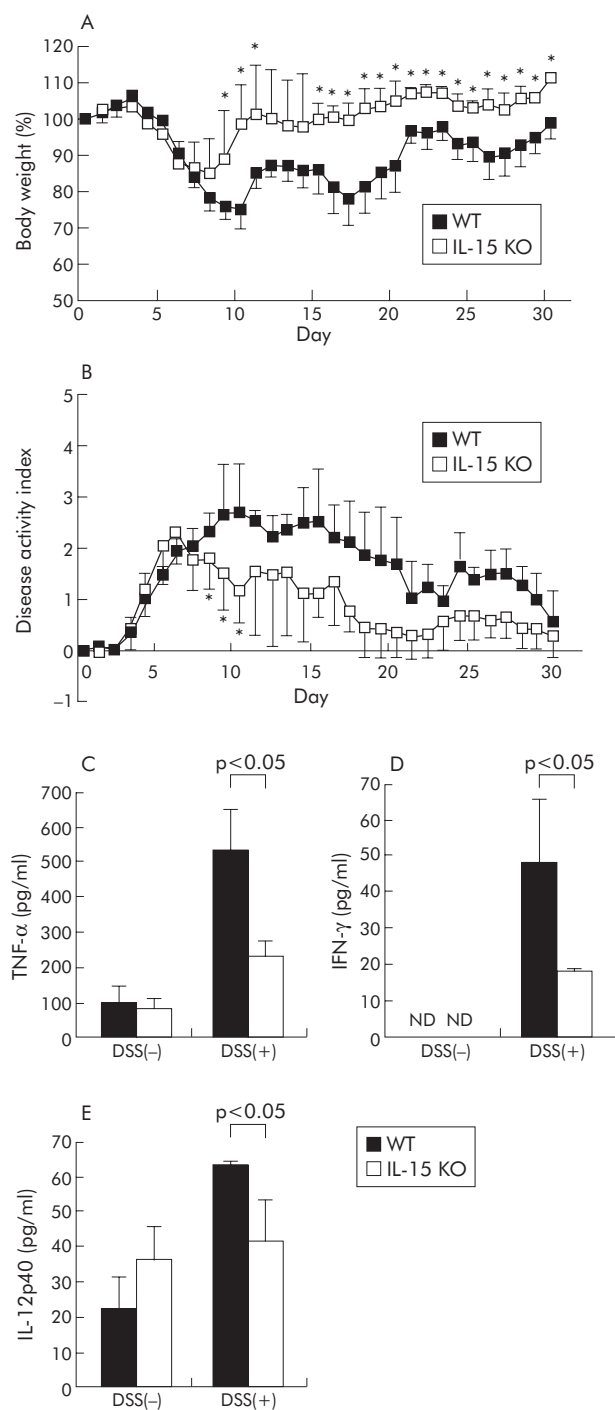 A
120
110
100
90
80
70
60
50
Body weight (%)
* * * * * * * * * * * * * * * * * * *
0 5 10 15 20 25 30
Day
WT
IL-15 KO
B
5
4
3
2
1
0
–1
Disease activity index
* * *
0 5 10 15 20 25 30
Day
WT
IL-15 KO
C
p<0.05
700
600
500
400
300
200
100
0
TNF-α (pg/ml)
DSS(–) DSS(+)
D
p<0.05
70
60
50
40
30
20
10
0
IFN-γ (pg/ml)
ND ND
DSS(–) DSS(+)
E
p<0.05
70
60
50
40
30
20
10
0
IL-12p40 (pg/ml)
DSS(–) DSS(+)
WT
IL-15 KO